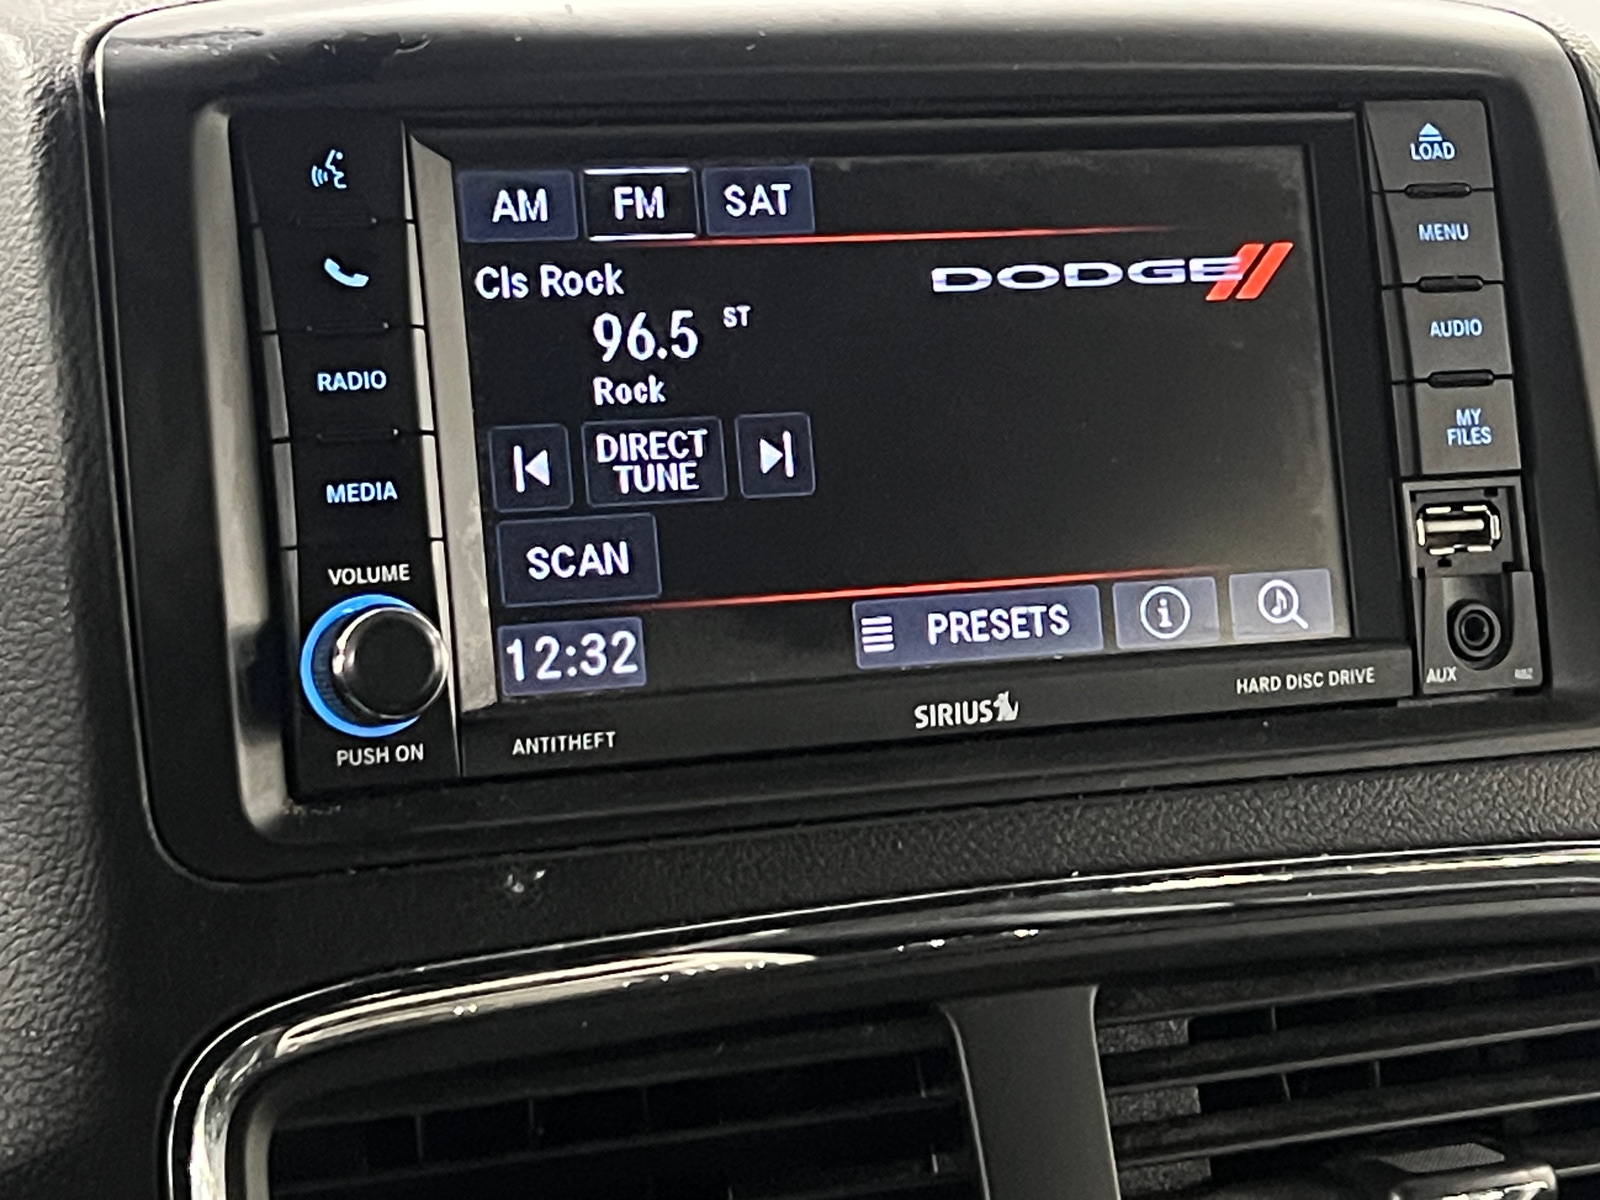 AM FM SAT
Cls Rock
DODGE
96.5 ST
Rock
DIRECT
TUNE
SCAN
12:32
PRESETS
RADIO
MEDIA
VOLUME
PUSH ON
ANTITHEFT
SIRIUS
HARD DISC DRIVE
LOAD
MENU
AUDIO
MY
FILES
AUX